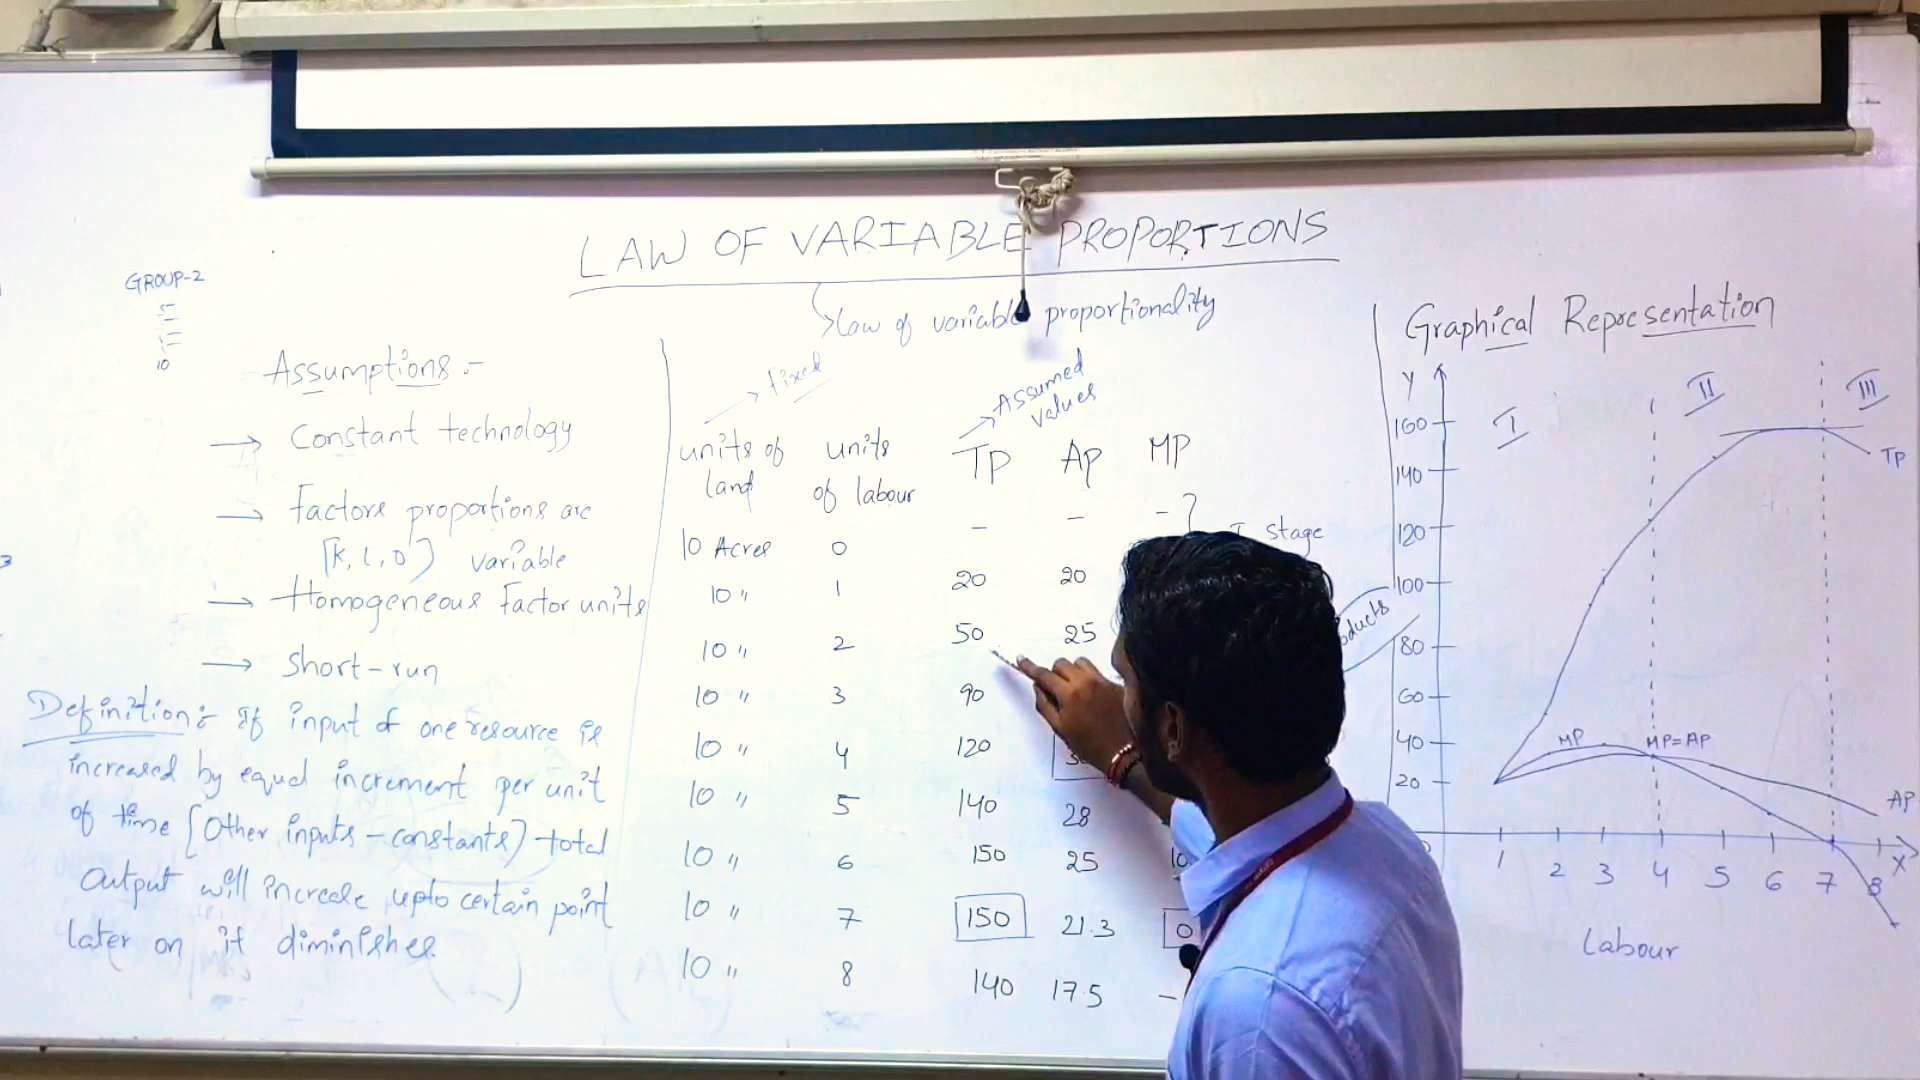 LAW OF VARIABLE PROPORTIONS
Law of variable proportionality
GROUP-2
5
10
Assumptions :-
→ Constant technology
→ Factors proportions are
[K, L, O] variable
→ Homogeneous Factor units
→ Short-run
Definition: If input of one resource is
increased by equal increment per unit
of time [Other inputs - constants] total
Output will increase upto certain point
later on it diminishes.
→ Fixed
→ Assumed
values
units of land units of labour TP AP MP
10 Acres 0 - - -
10 " 1 20 20
10 " 2 50 25
10 " 3 90
10 " 4 120
10 " 5 140 28
10 " 6 150 25 10
10 " 7 150 21.3 0
10 " 8 140 17.5 -
I stage
Graphical Representation
Y
I II III
160
140
120
100
80
60
40
20
TP
MP
MP=AP
AP
1 2 3 4 5 6 7 8 X
Labour